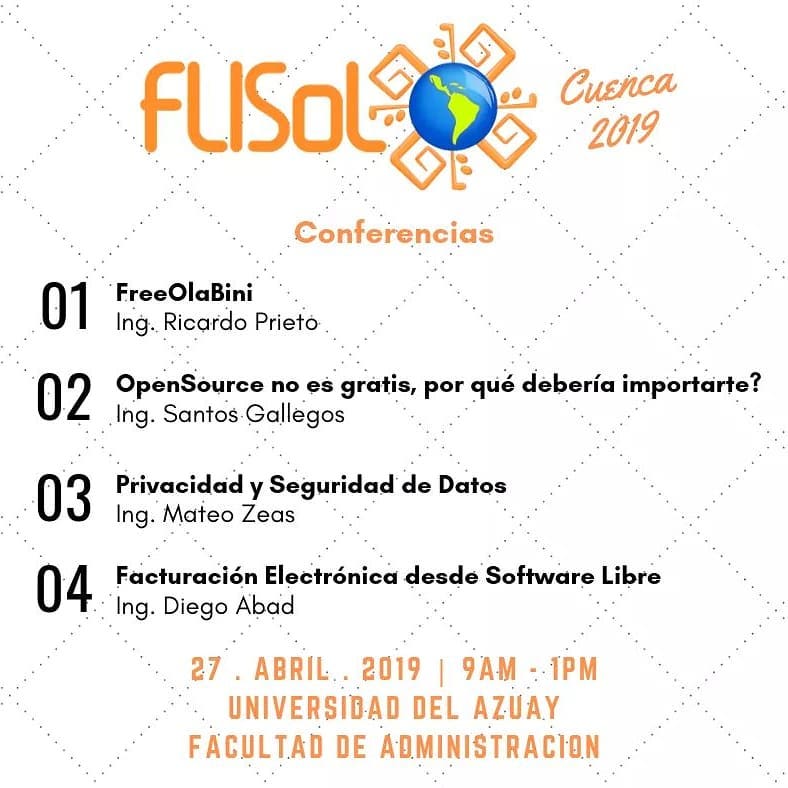 FLISoL
Cuenca
2019
Conferencias
01
FreeOlaBini
Ing. Ricardo Prieto
02
OpenSource no es gratis, por qué debería importarte?
Ing. Santos Gallegos
03
Privacidad y Seguridad de Datos
Ing. Mateo Zeas
04
Facturación Electrónica desde Software Libre
Ing. Diego Abad
27 . ABRIL . 2019 | 9AM - 1PM
UNIVERSIDAD DEL AZUAY
FACULTAD DE ADMINISTRACION